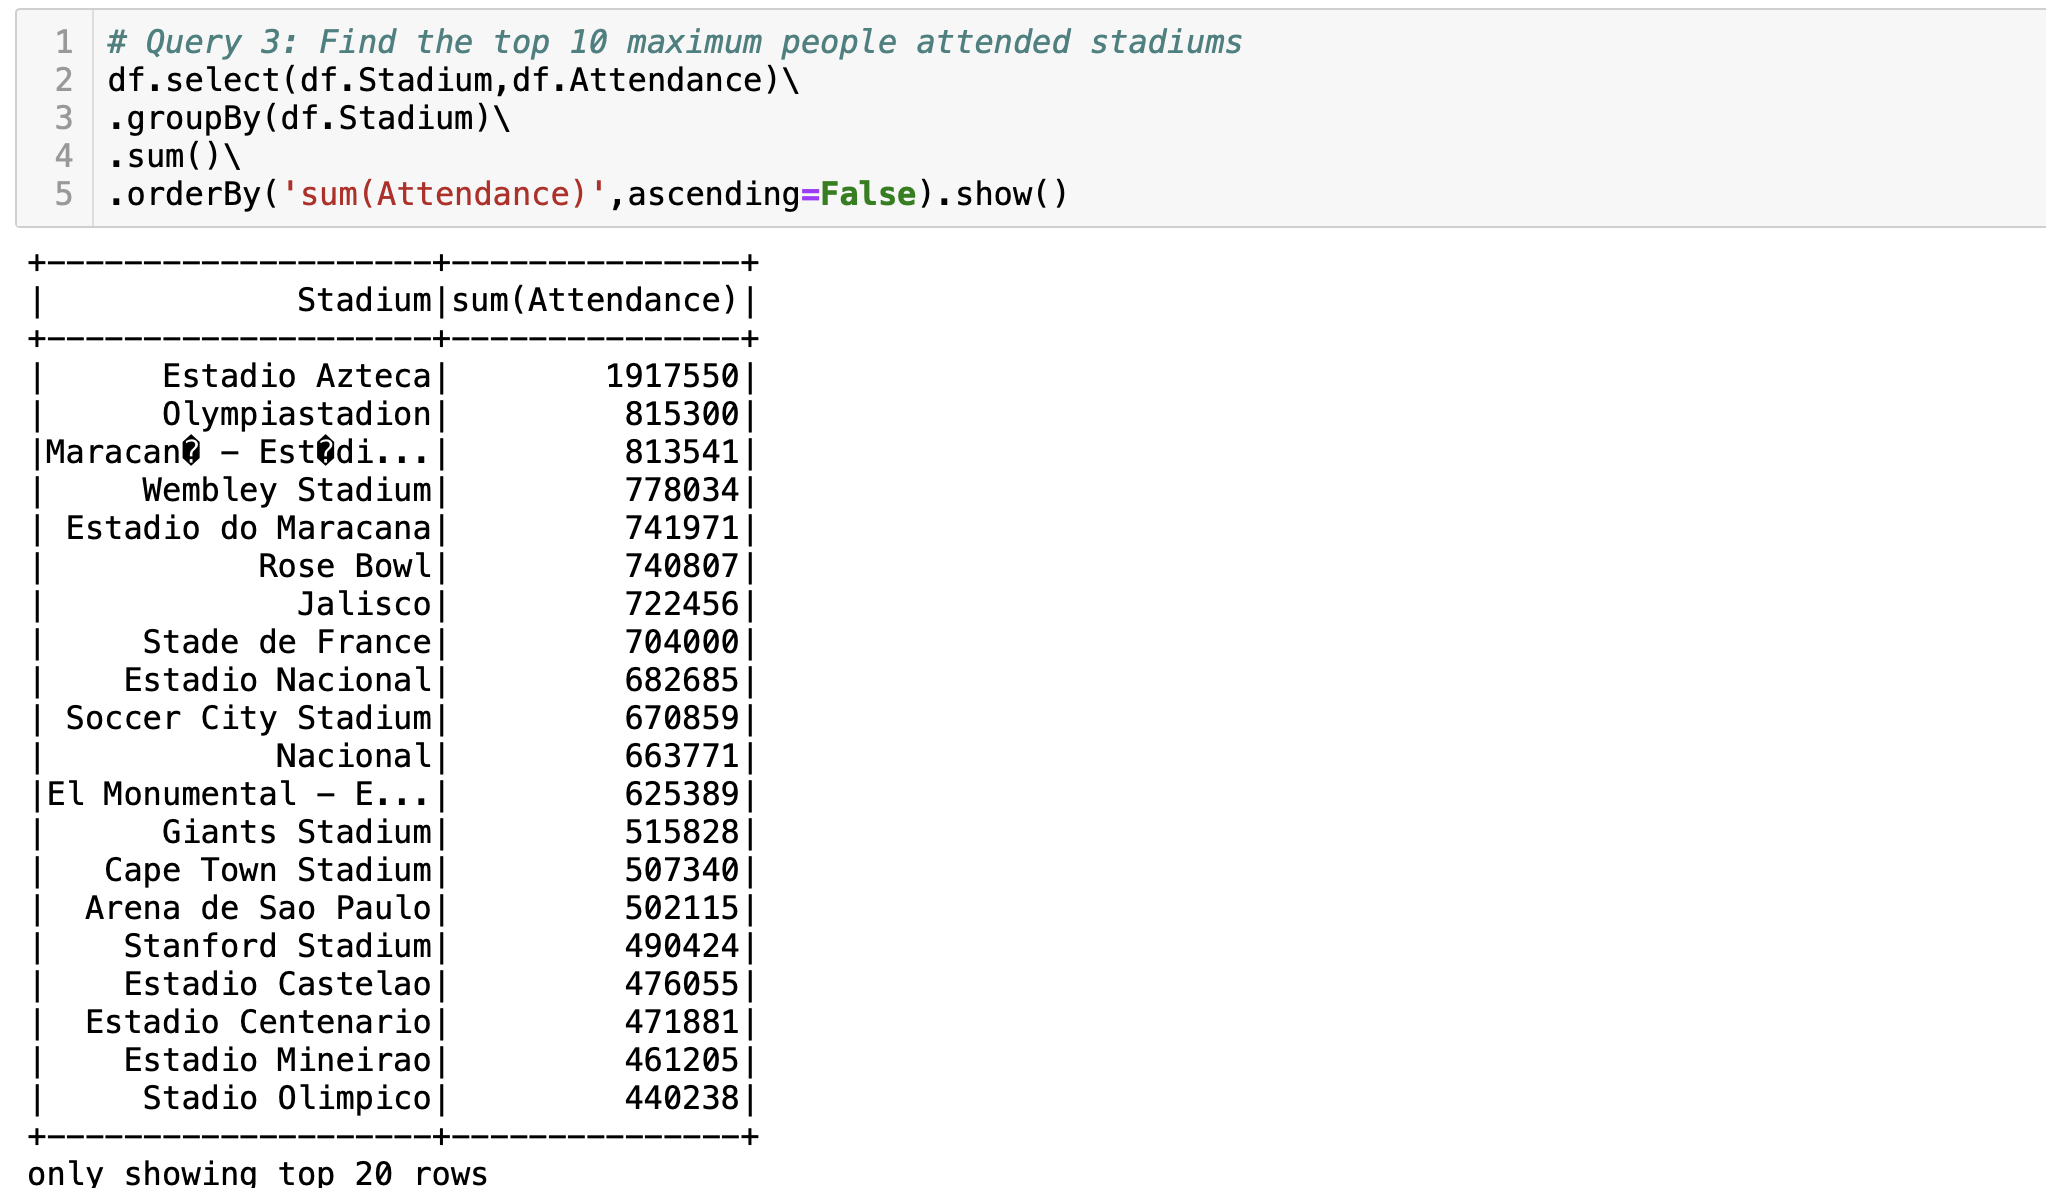 1 # Query 3: Find the top 10 maximum people attended stadiums
2 df.select(df.Stadium,df.Attendance)\
3 .groupBy(df.Stadium)\
4 .sum()\
5 .orderBy('sum(Attendance)',ascending=False).show()
+--------------------+---------------+
|             Stadium|sum(Attendance)|
+--------------------+---------------+
|      Estadio Azteca|        1917550|
|      Olympiastadion|         815300|
|Maracan� - Est�di...|         813541|
|     Wembley Stadium|         778034|
| Estadio do Maracana|         741971|
|           Rose Bowl|         740807|
|             Jalisco|         722456|
|     Stade de France|         704000|
|    Estadio Nacional|         682685|
| Soccer City Stadium|         670859|
|            Nacional|         663771|
|El Monumental - E...|         625389|
|      Giants Stadium|         515828|
|   Cape Town Stadium|         507340|
|  Arena de Sao Paulo|         502115|
|    Stanford Stadium|         490424|
|    Estadio Castelao|         476055|
|  Estadio Centenario|         471881|
|    Estadio Mineirao|         461205|
|     Stadio Olimpico|         440238|
+--------------------+---------------+
only showing top 20 rows